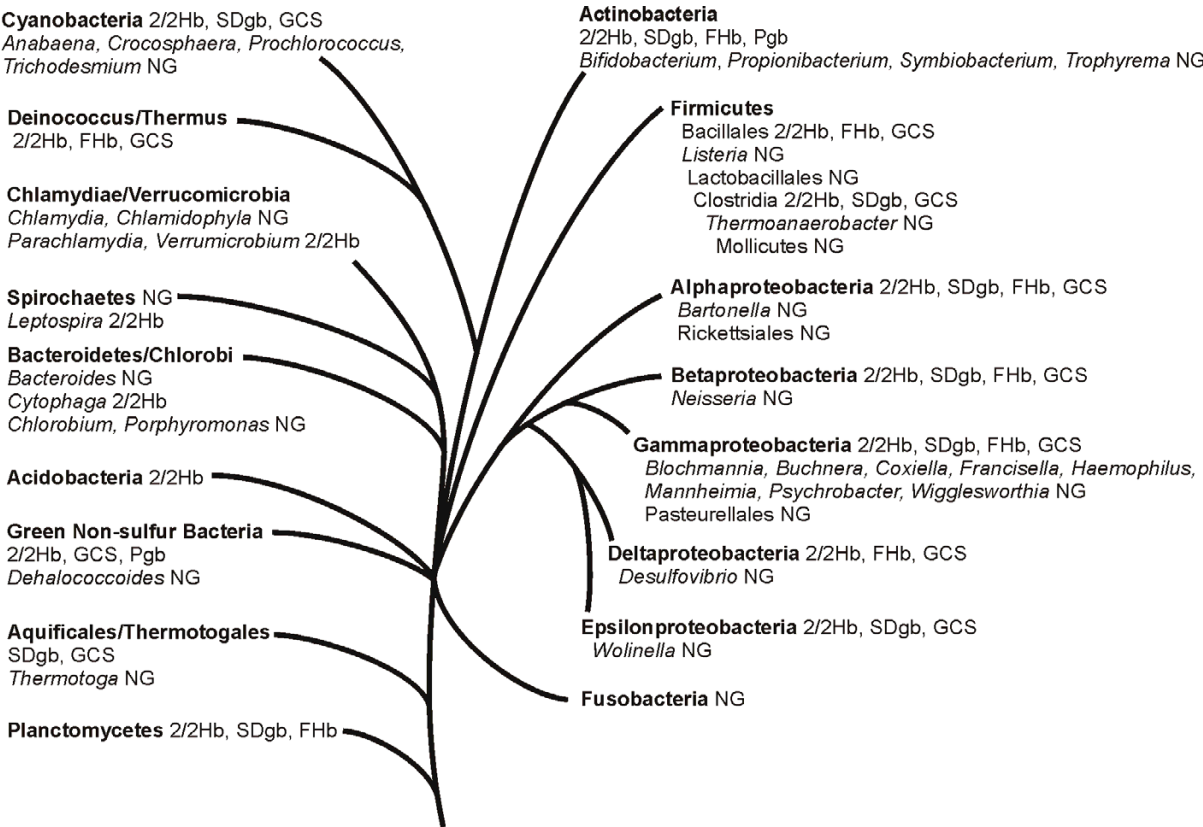 Cyanobacteria 2/2Hb, SDgb, GCS
Anabaena, Crocosphaera, Prochlorococcus,
Trichodesmium NG
Deinococcus/Thermus
2/2Hb, FHb, GCS
Chlamydiae/Verrucomicrobia
Chlamydia, Chlamidophyla NG
Parachlamydia, Verrumicrobium 2/2Hb
Spirochaetes NG
Leptospira 2/2Hb
Bacteroidetes/Chlorobi
Bacteroides NG
Cytophaga 2/2Hb
Chlorobium, Porphyromonas NG
Acidobacteria 2/2Hb
Green Non-sulfur Bacteria
2/2Hb, GCS, Pgb
Dehalococcoides NG
Aquificales/Thermotogales
SDgb, GCS
Thermotoga NG
Planctomycetes 2/2Hb, SDgb, FHb
Actinobacteria
2/2Hb, SDgb, FHb, Pgb
Bifidobacterium, Propionibacterium, Symbiobacterium, Trophyrema NG
Firmicutes
Bacillales 2/2Hb, FHb, GCS
Listeria NG
Lactobacillales NG
Clostridia 2/2Hb, SDgb, GCS
Thermoanaerobacter NG
Mollicutes NG
Alphaproteobacteria 2/2Hb, SDgb, FHb, GCS
Bartonella NG
Rickettsiales NG
Betaproteobacteria 2/2Hb, SDgb, FHb, GCS
Neisseria NG
Gammaproteobacteria 2/2Hb, SDgb, FHb, GCS
Blochmannia, Buchnera, Coxiella, Francisella, Haemophilus,
Mannheimia, Psychrobacter, Wigglesworthia NG
Pasteurellales NG
Deltaproteobacteria 2/2Hb, FHb, GCS
Desulfovibrio NG
Epsilonproteobacteria 2/2Hb, SDgb, GCS
Wolinella NG
Fusobacteria NG